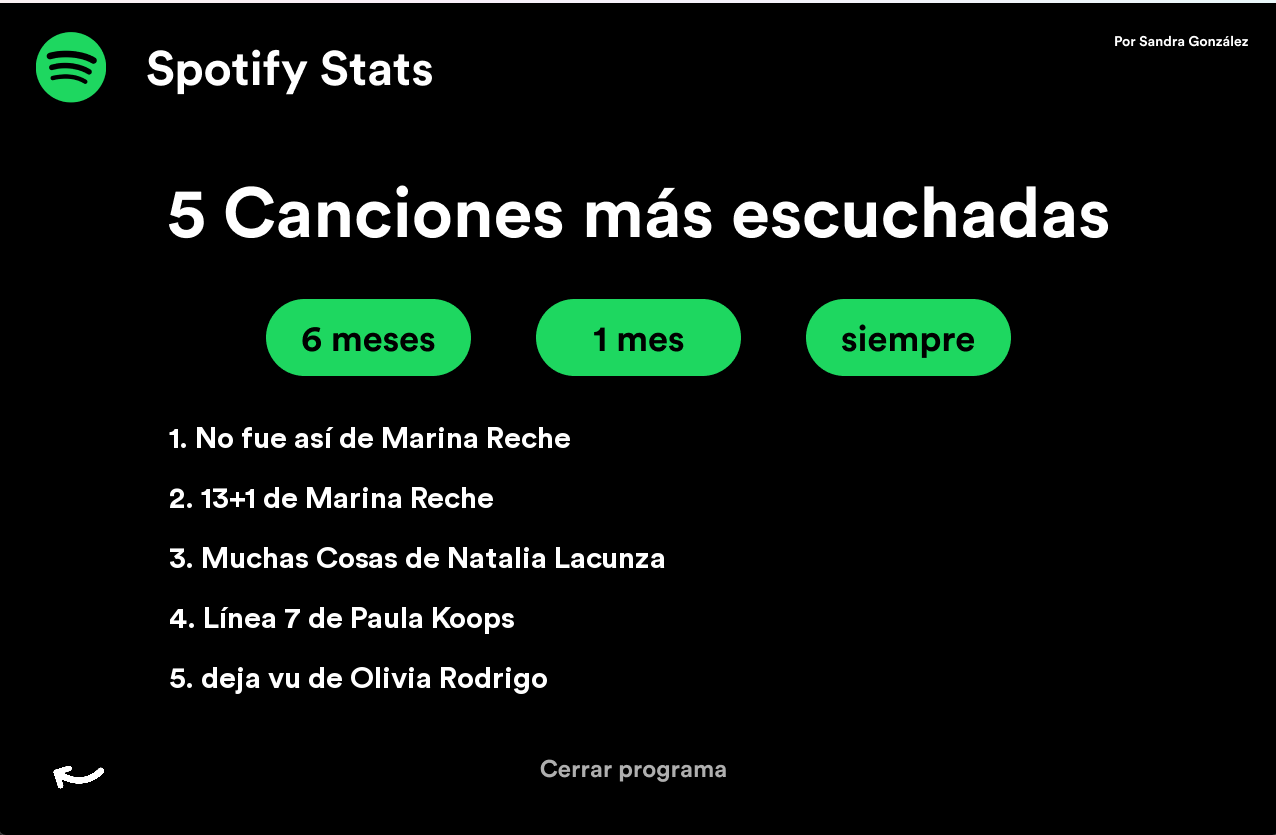 Spotify Stats
Por Sandra González
5 Canciones más escuchadas
6 meses
1 mes
siempre
1. No fue así de Marina Reche
2. 13+1 de Marina Reche
3. Muchas Cosas de Natalia Lacunza
4. Línea 7 de Paula Koops
5. deja vu de Olivia Rodrigo
Cerrar programa